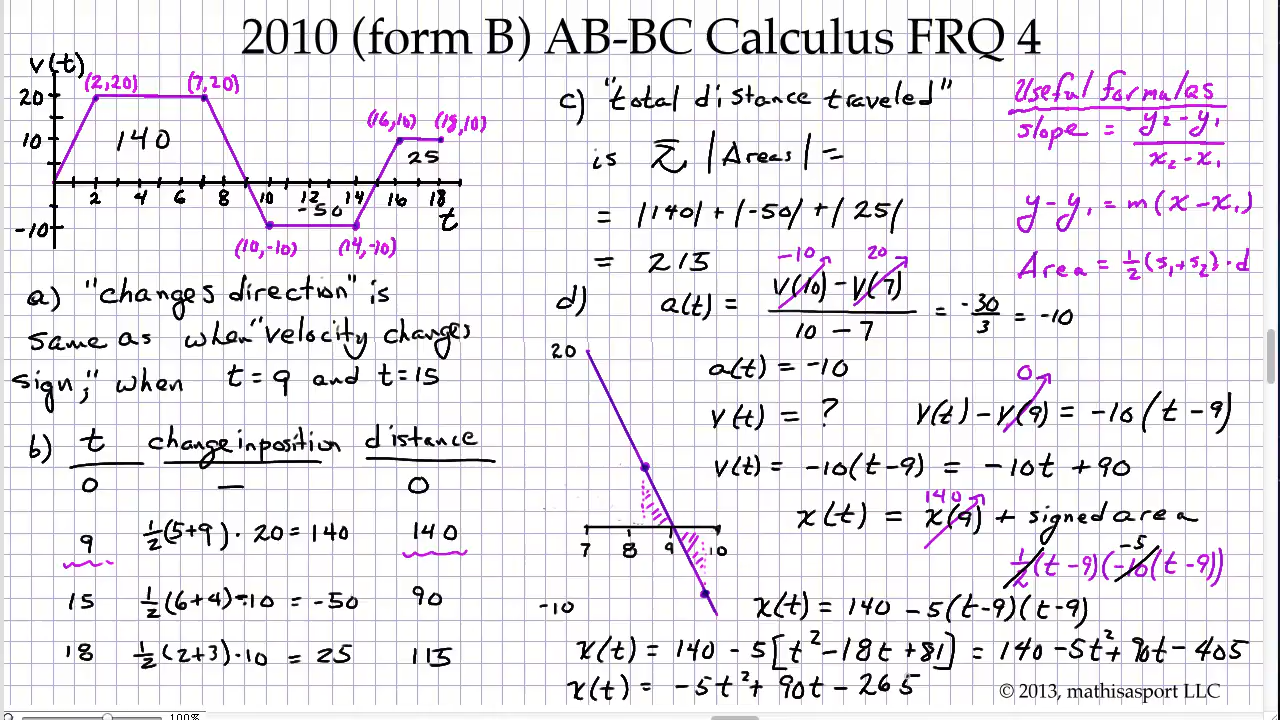 2010 (form B) AB-BC Calculus FRQ 4
v(t)
(2,20) (7,20)
20
(16,10) (18,10)
10
140
25
2 4 6 8 10 12 14 16 18
-50
t
-10
(10,-10) (14,-10)
a) "changes direction" is
same as when "velocity changes
sign," when t = 9 and t = 15
b) t change in position distance
0 — 0
9 ½(5+9) · 20 = 140 140
15 ½(6+4) · -10 = -50 90
18 ½(2+3) · 10 = 25 115
c) "total distance traveled"
is Σ |Areas| =
= |140| + |-50| + |25|
= 215
d) a(t) = v(10) - v(7) / 10 - 7 = -30/3 = -10
-10 20
a(t) = -10
v(t) = ? v(t) - v(9) = -10(t - 9)
0
v(t) = -10(t-9) = -10t + 90
x(t) = x(9) + signed area
140
½(t-9)(-10(t-9))
-5
x(t) = 140 - 5(t-9)(t-9)
x(t) = 140 - 5[t² - 18t + 81] = 140 - 5t² + 90t - 405
x(t) = -5t² + 90t - 265
20
7 8 9 10
-10
Useful formulas
slope = y₂ - y₁ / x₂ - x₁
y - y₁ = m(x - x₁)
Area = ½(s₁ + s₂) · d
© 2013, mathisasport LLC
100%